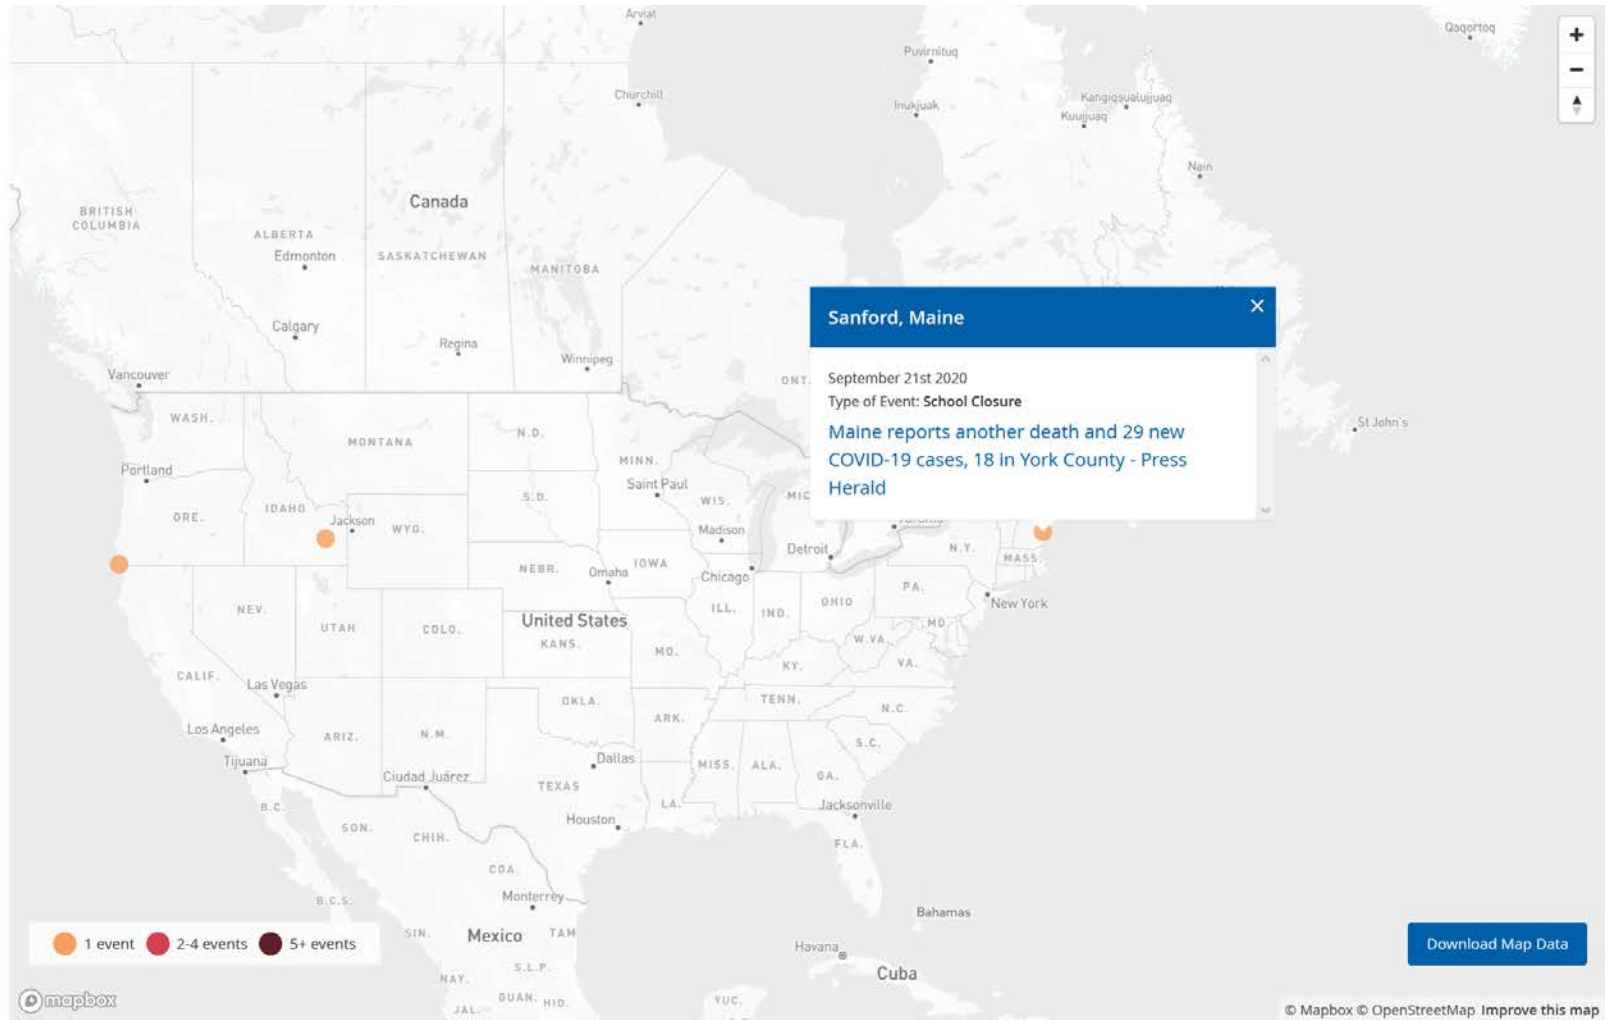 Arviat
Qaqortoq
Puvirnituq
Churchill
Inukjuak
Kangiqsualujjuaq
Kuujjuaq
Nain
Canada
BRITISH
COLUMBIA
ALBERTA
Edmonton
SASKATCHEWAN
MANITOBA
Calgary
Regina
Winnipeg
Vancouver
ONT.
Sanford, Maine
September 21st 2020
Type of Event: School Closure
Maine reports another death and 29 new
COVID-19 cases, 18 in York County - Press
Herald
St John's
WASH.
MONTANA
N.D.
MINN.
Portland
Saint Paul
S.D.
WIS.
MIC
ORE.
IDAHO
Jackson
WYO.
Madison
Toronto
Detroit
N.Y.
MASS.
NEBR.
Omaha
IOWA
Chicago
PA.
New York
NEV.
UTAH
COLO.
United States
KANS.
ILL.
IND.
OHIO
MD.
W.VA.
VA.
MO.
KY.
CALIF.
Las Vegas
OKLA.
TENN.
N.C.
ARK.
Los Angeles
ARIZ.
N.M.
S.C.
Tijuana
Ciudad Juárez
Dallas
MISS.
ALA.
GA.
TEXAS
LA.
Jacksonville
B.C.
SON.
CHIH.
Houston
FLA.
COA.
Monterrey
B.C.S.
SIN.
Mexico
TAM
Bahamas
Havana
Cuba
S.L.P.
NAY.
GUAN.
HID.
JAL.
YUC.
1 event
2-4 events
5+ events
Download Map Data
mapbox
© Mapbox © OpenStreetMap Improve this map